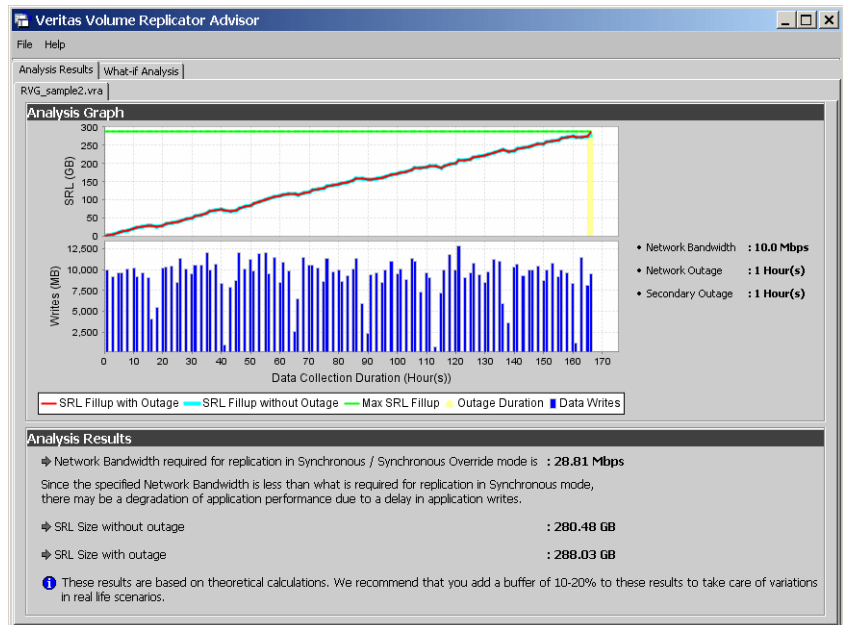 Veritas Volume Replicator Advisor
File Help
Analysis Results What-if Analysis
RVG_sample2.vra
Analysis Graph
SRL (GB)
300
250
200
150
100
50
0
Writes (MB)
12,500
10,000
7,500
5,000
2,500
0 10 20 30 40 50 60 70 80 90 100 110 120 130 140 150 160 170
Data Collection Duration (Hour(s))
• Network Bandwidth : 10.0 Mbps
• Network Outage : 1 Hour(s)
• Secondary Outage : 1 Hour(s)
SRL Fillup with Outage SRL Fillup without Outage Max SRL Fillup Outage Duration Data Writes
Analysis Results
Network Bandwidth required for replication in Synchronous / Synchronous Override mode is : 28.81 Mbps
Since the specified Network Bandwidth is less than what is required for replication in Synchronous mode,
there may be a degradation of application performance due to a delay in application writes.
SRL Size without outage : 280.48 GB
SRL Size with outage : 288.03 GB
These results are based on theoretical calculations. We recommend that you add a buffer of 10-20% to these results to take care of variations
in real life scenarios.